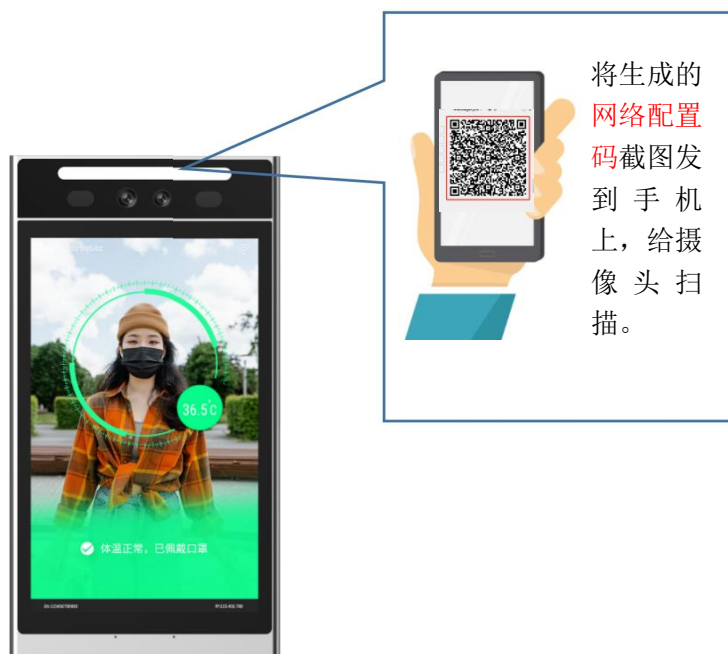 将生成的
网络配置
码截图发
到手机
上，给摄
像头扫
描。
36.5℃
体温正常，已佩戴口罩